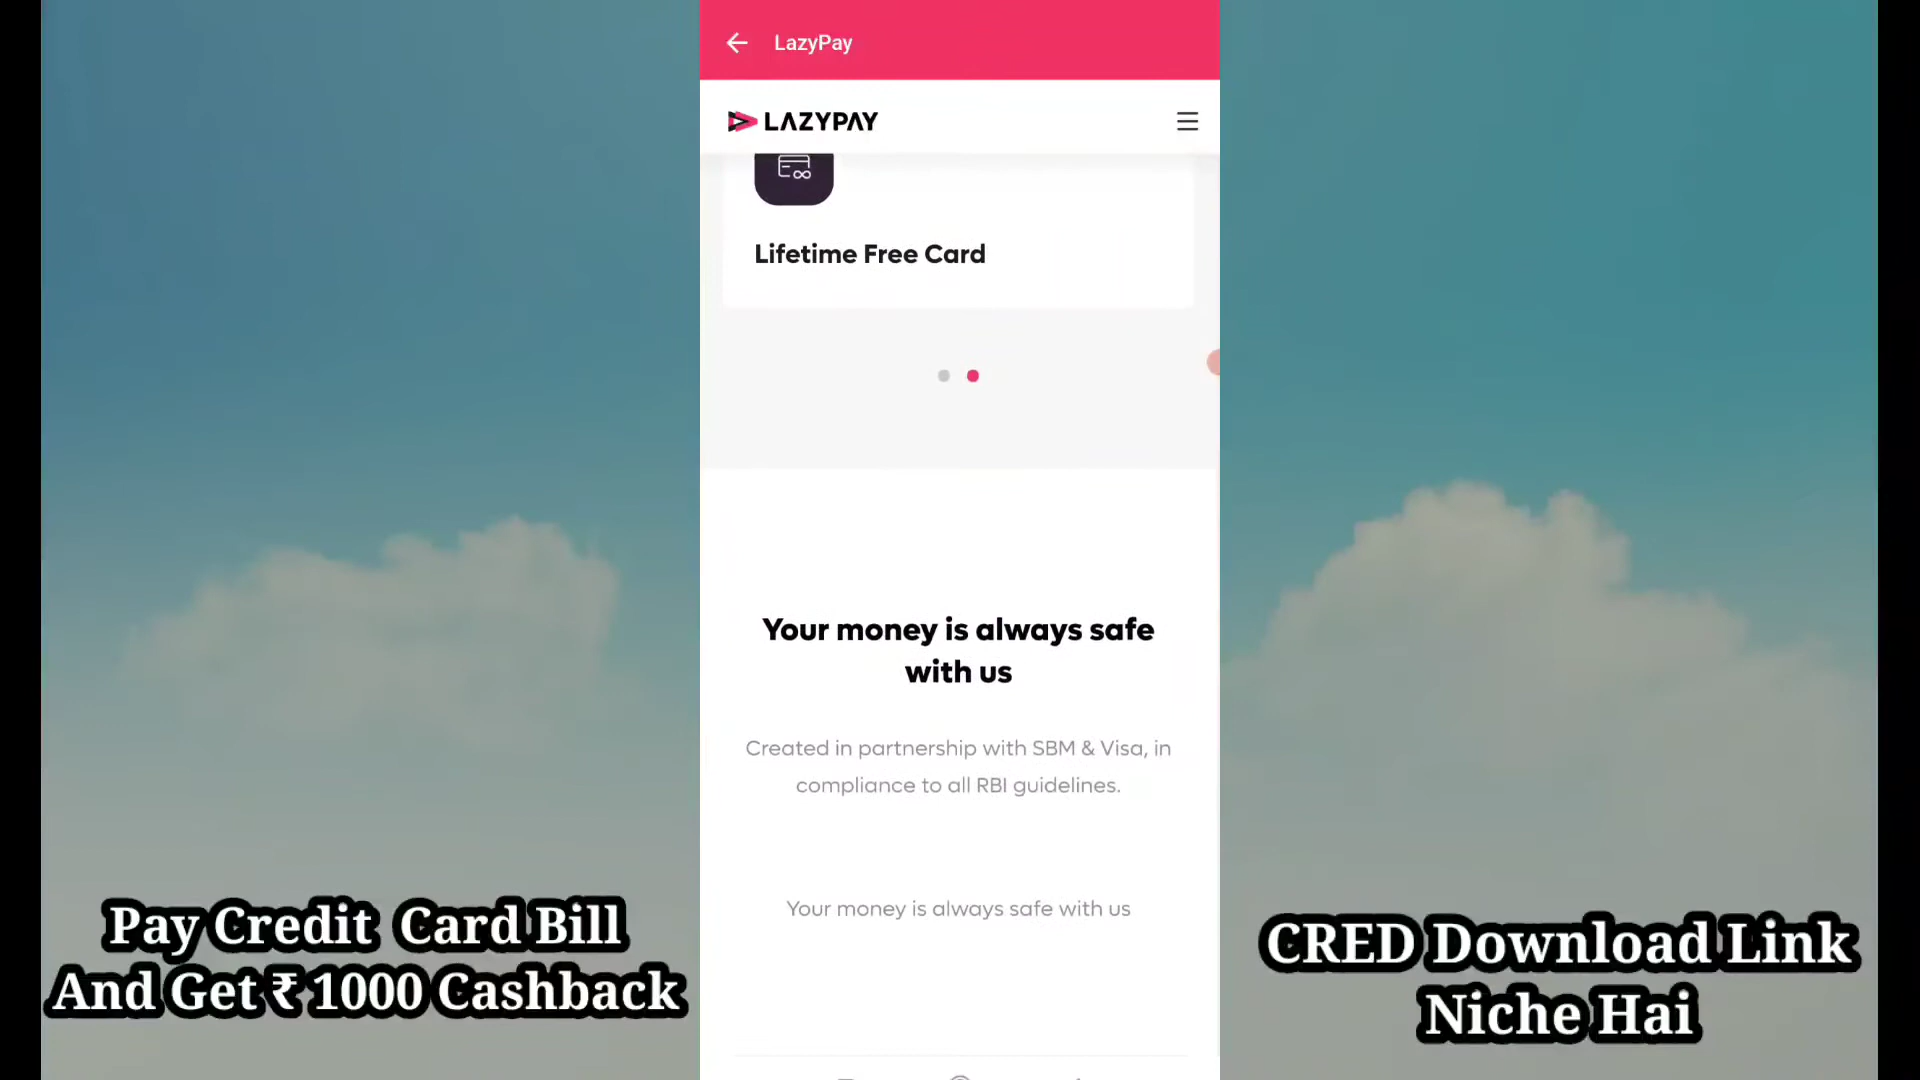 LazyPay
LAZYPAY
Lifetime Free Card
Your money is always safe
with us
Created in partnership with SBM & Visa, in
compliance to all RBI guidelines.
Your money is always safe with us
Pay Credit Card Bill
And Get ₹ 1000 Cashback
CRED Download Link
Niche Hai